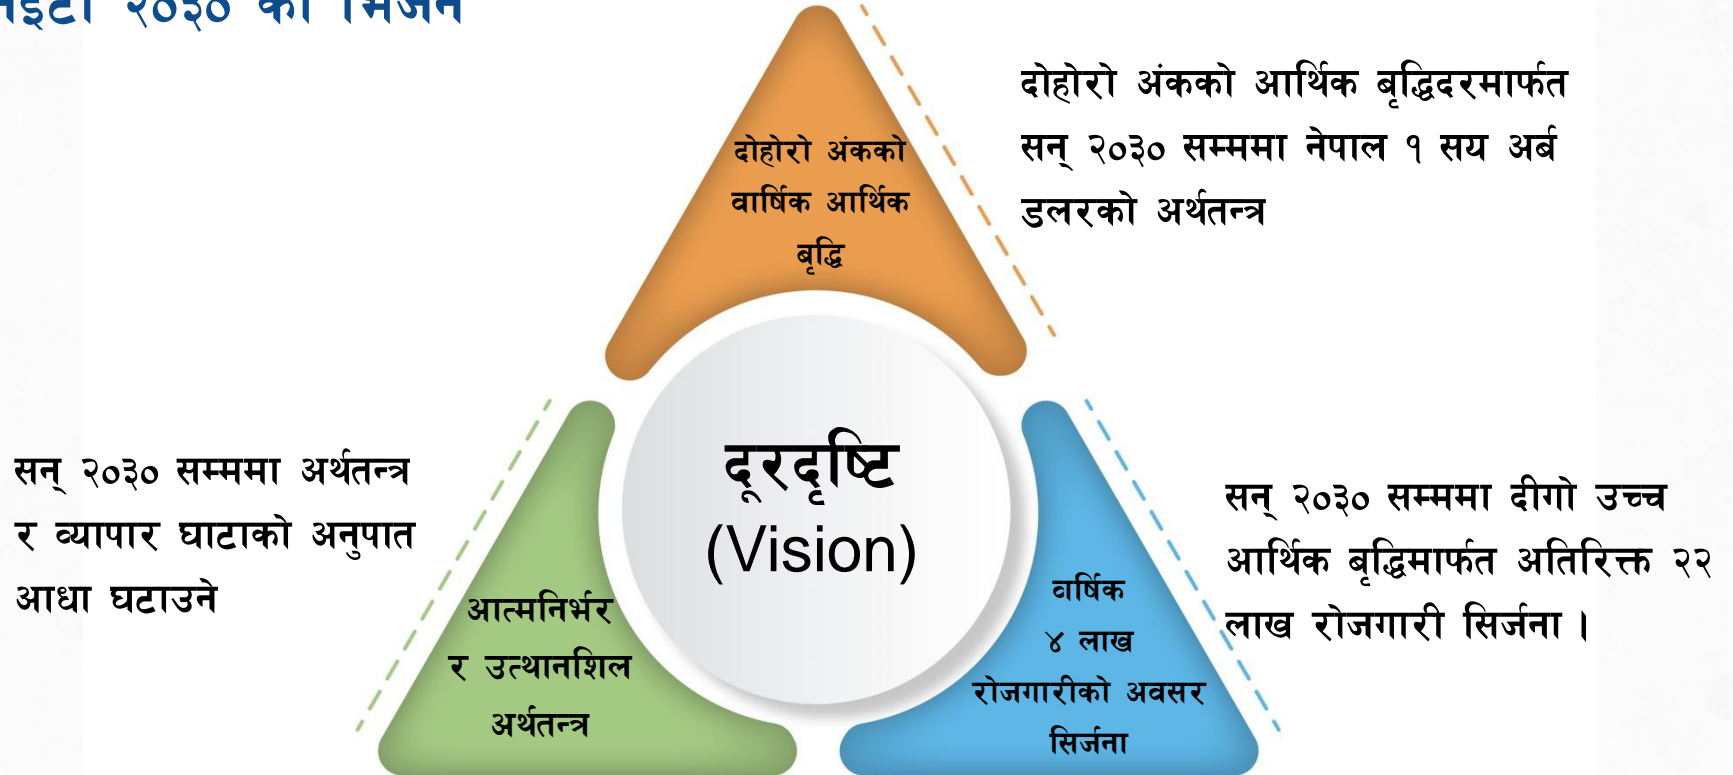 २०३० को भिजन
दोहोरो अंकको
वार्षिक आर्थिक
बृद्धि
दोहोरो अंकको आर्थिक बृद्धिदरमार्फत
सन् २०३० सम्ममा नेपाल १ सय अर्ब
डलरको अर्थतन्त्र
दूरदृष्टि
(Vision)
सन् २०३० सम्ममा अर्थतन्त्र
र व्यापार घाटाको अनुपात
आधा घटाउने
आत्मनिर्भर
र उत्थानशिल
अर्थतन्त्र
वार्षिक
४ लाख
रोजगारीको अवसर
सिर्जना
सन् २०३० सम्ममा दीगो उच्च
आर्थिक बृद्धिमार्फत अतिरिक्त २२
लाख रोजगारी सिर्जना ।